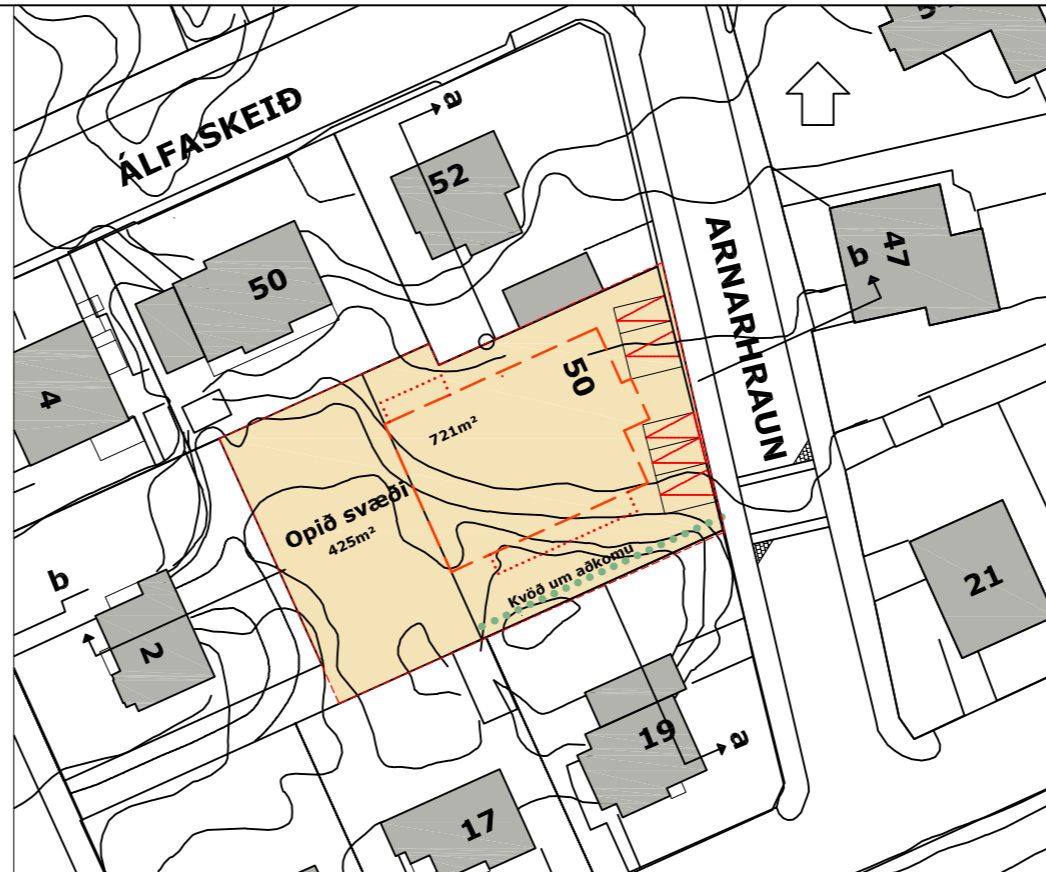 ÁLFASKEIÐ
a
52
50
4
ARNARHRAUN
b
47
50
721m²
Opið svæði
425m²
Kvöð um aðkomu
b
2
21
19
a
17